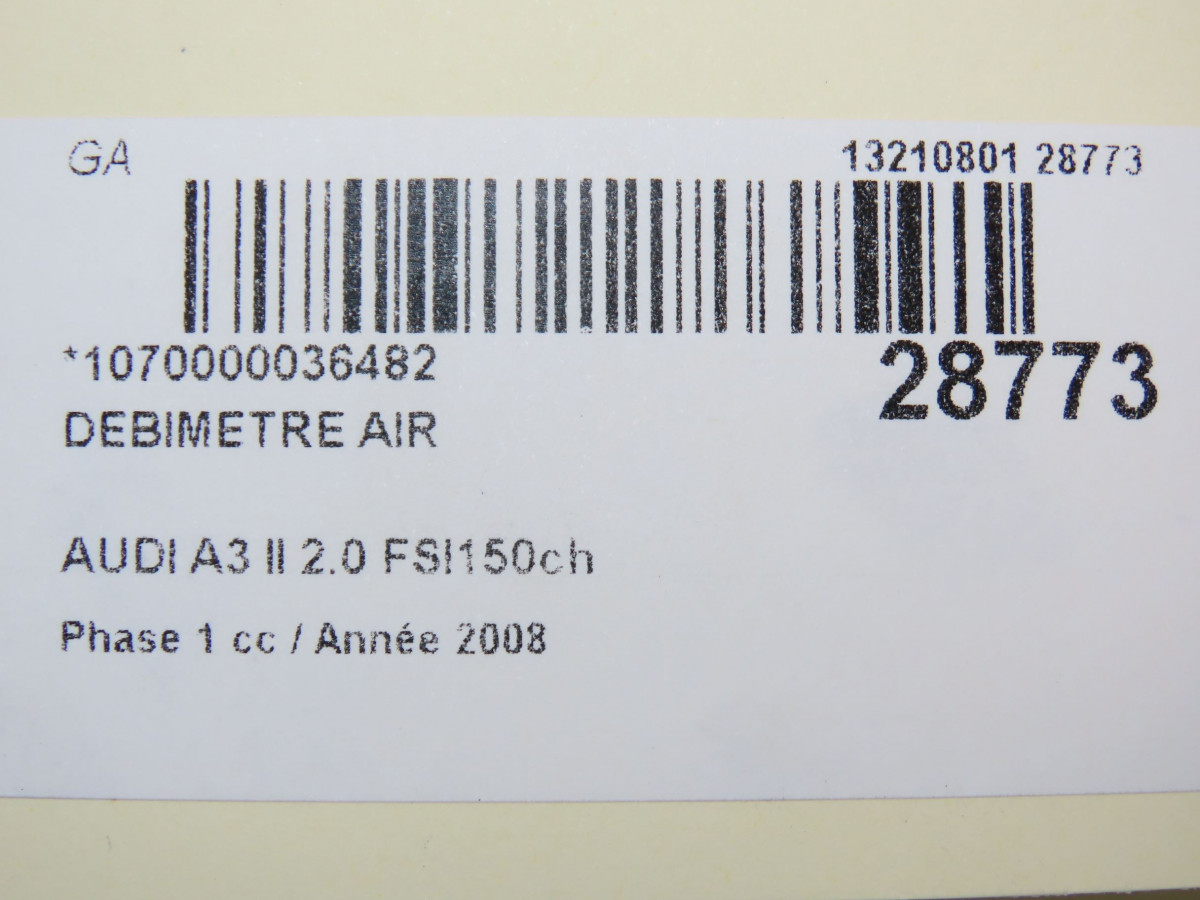 GA
13210801 28773
*1070000036482
28773
DEBIMETRE AIR
AUDI A3 II 2.0 FSI150ch
Phase 1 cc / Année 2008